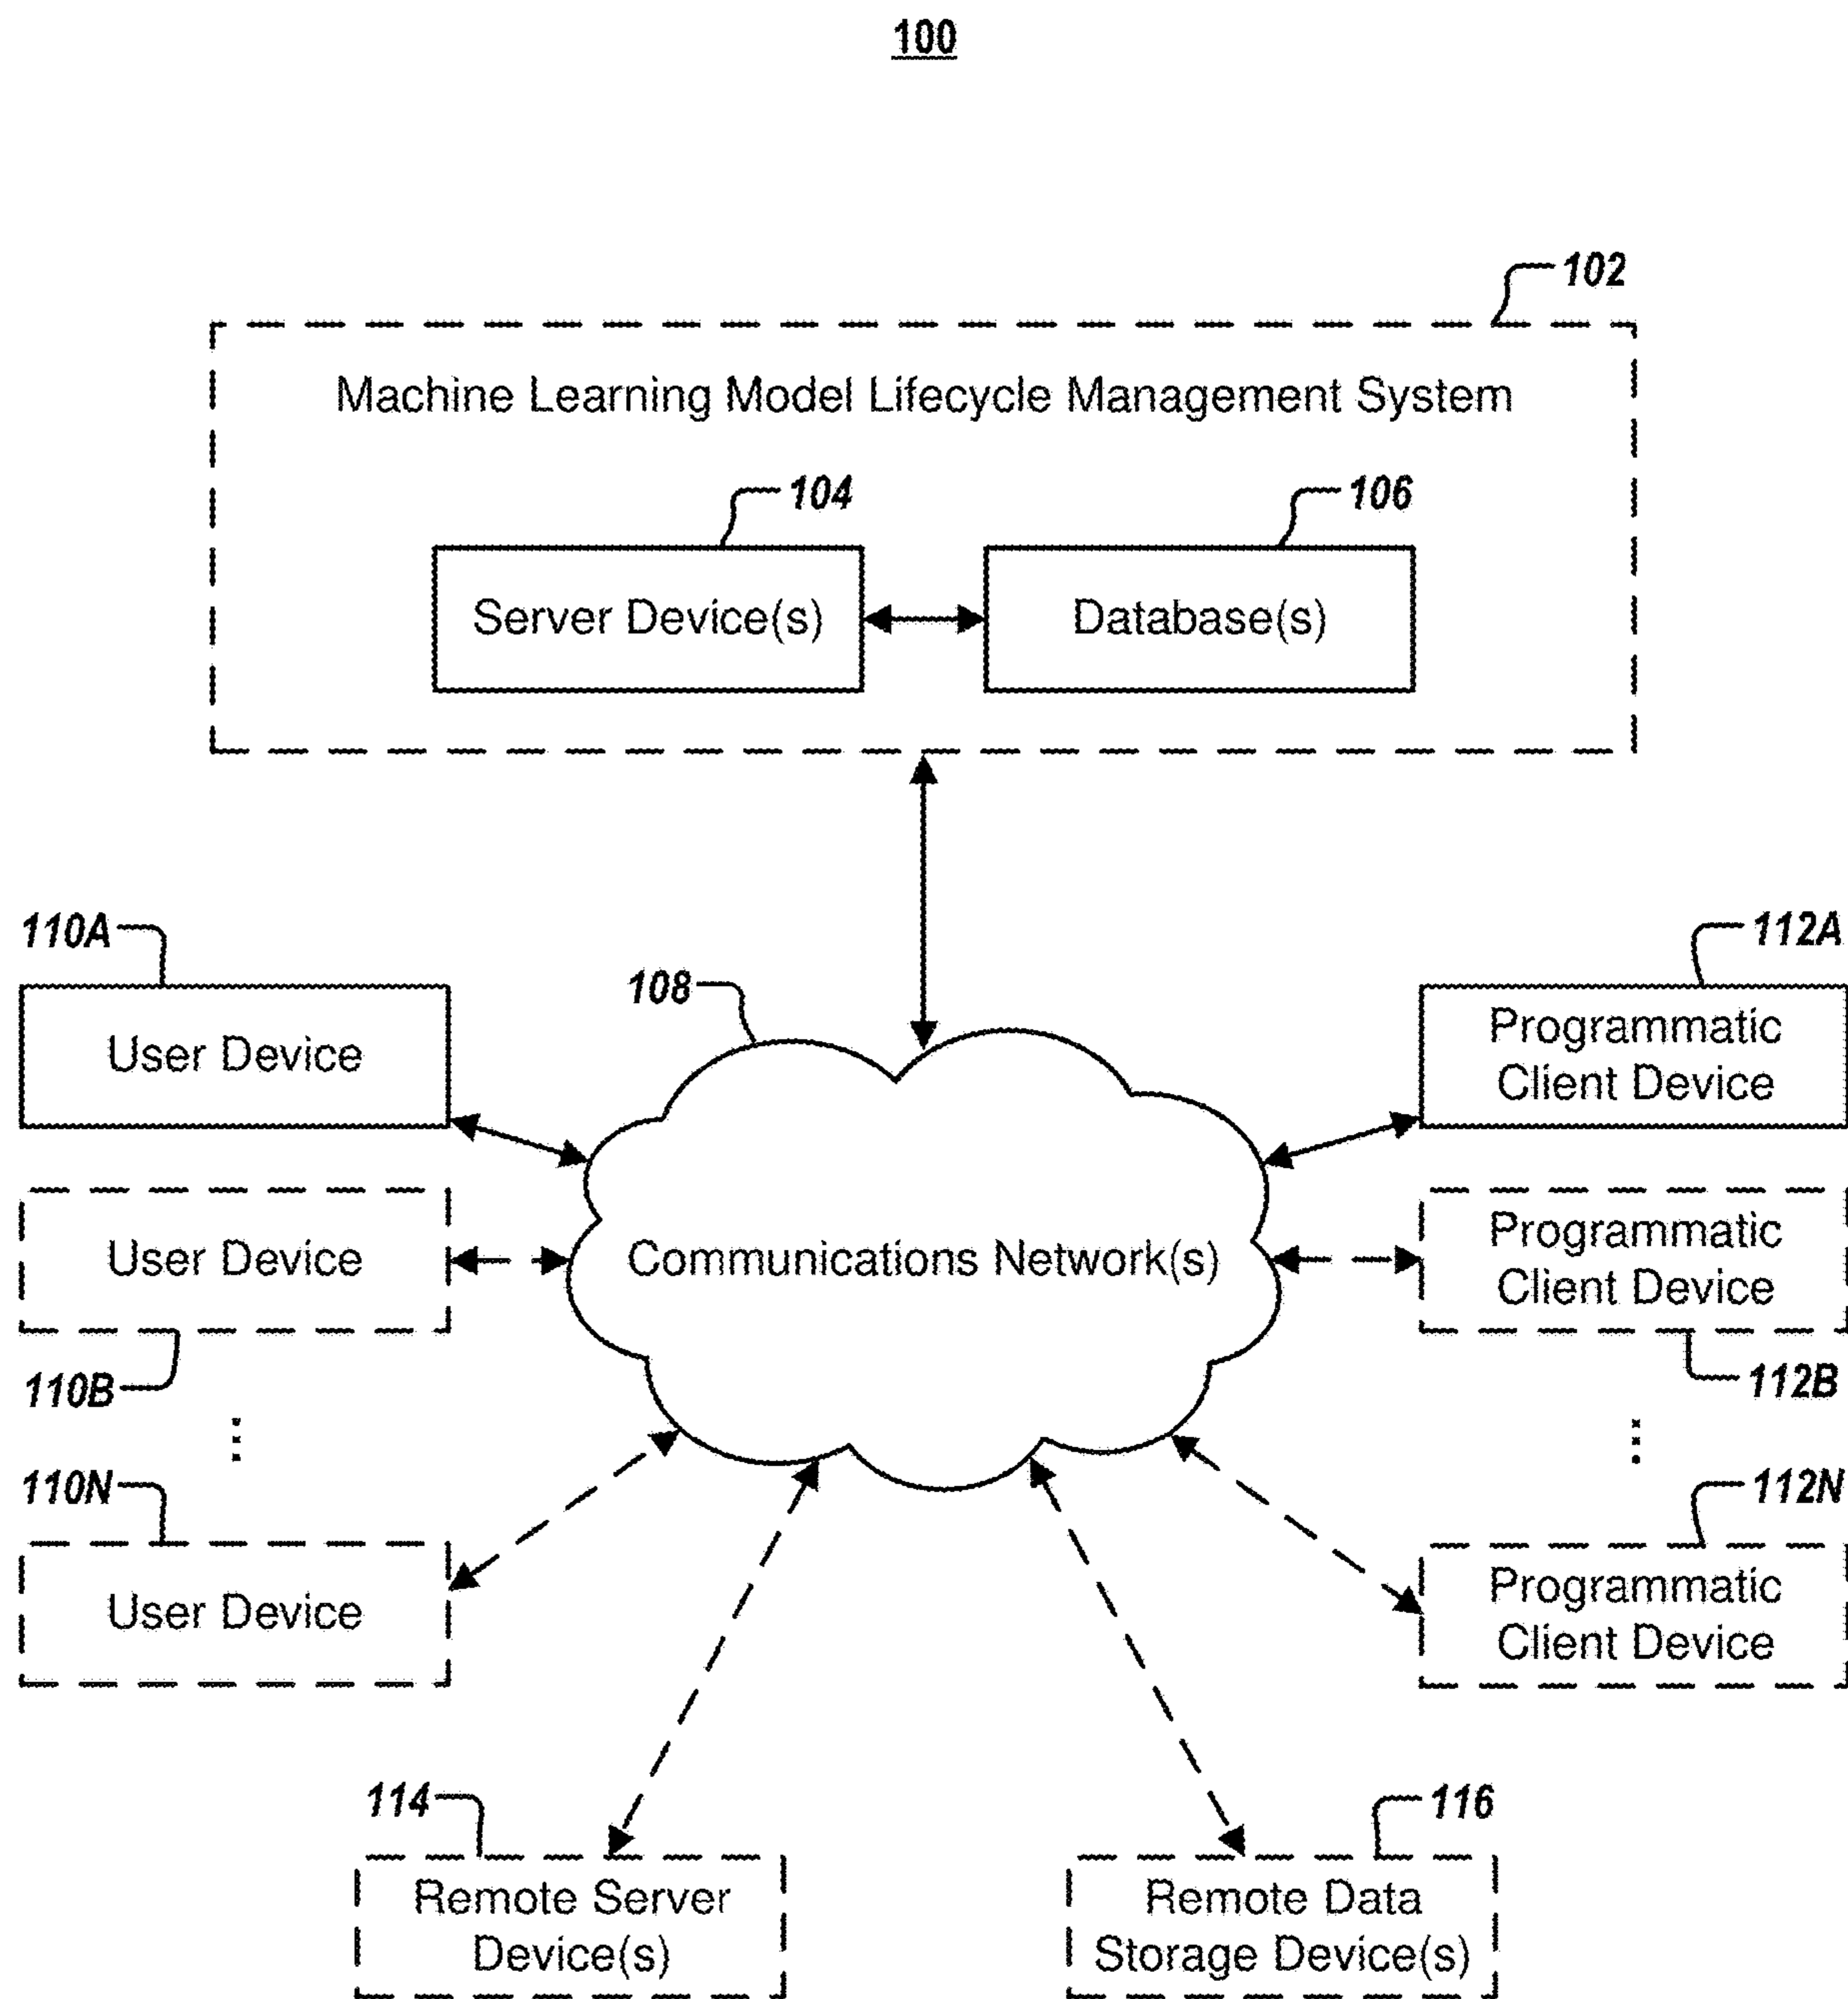 100
102
Machine Learning Model Lifecycle Management System
104
106
Server Device(s)
Database(s)
110A
112A
108
User Device
Programmatic
Client Device
User Device
Communications Network(s)
Programmatic
Client Device
110B
112B
110N
112N
User Device
Programmatic
Client Device
114
116
Remote Server
Device(s)
Remote Data
Storage Device(s)